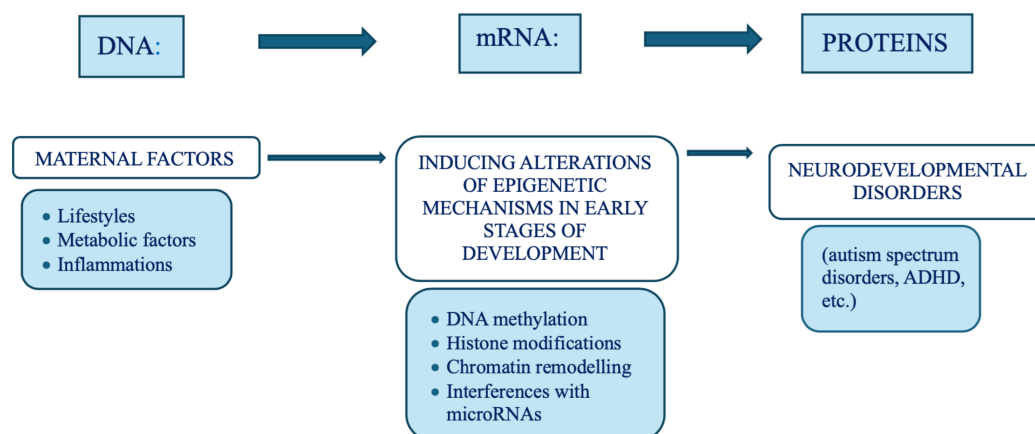 DNA:
mRNA:
PROTEINS
MATERNAL FACTORS
• Lifestyles
• Metabolic factors
• Inflammations
INDUCING ALTERATIONS
OF EPIGENETIC
MECHANISMS IN EARLY
STAGES OF
DEVELOPMENT
• DNA methylation
• Histone modifications
• Chromatin remodelling
• Interferences with
microRNAs
NEURODEVELOPMENTAL
DISORDERS
(autism spectrum
disorders, ADHD,
etc.)